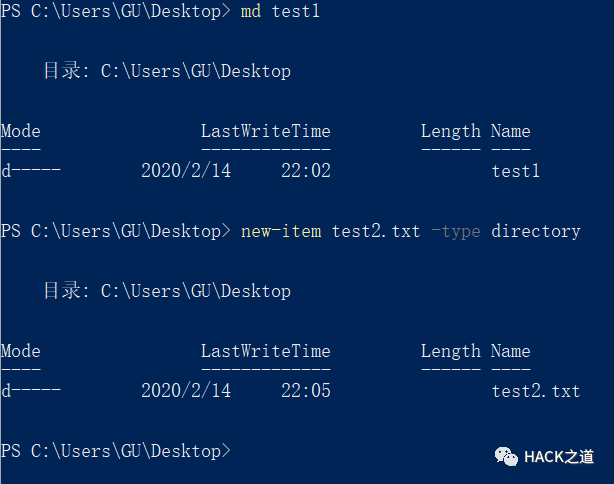 PS C:\Users\GU\Desktop> md test1
目录: C:\Users\GU\Desktop
Mode                LastWriteTime         Length Name
----                -------------         ------ ----
d-----        2020/2/14     22:02                test1
PS C:\Users\GU\Desktop> new-item test2.txt -type directory
目录: C:\Users\GU\Desktop
Mode                LastWriteTime         Length Name
----                -------------         ------ ----
d-----        2020/2/14     22:05                test2.txt
PS C:\Users\GU\Desktop>
HACK之道